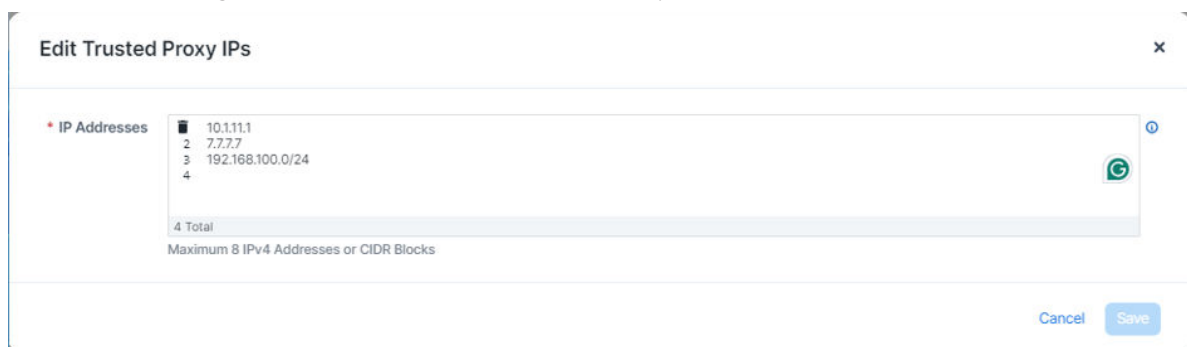 Edit Trusted Proxy IPs
* IP Addresses
10.1.11.1
2 7.7.7.7
3 192.168.100.0/24
4
4 Total
Maximum 8 IPv4 Addresses or CIDR Blocks
Cancel Save